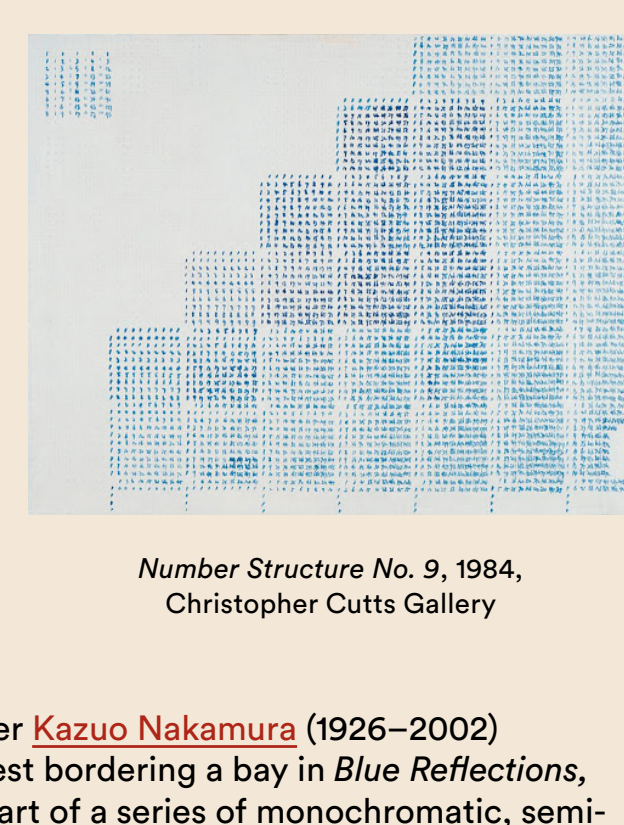 Number Structure No. 9, 1984,
Christopher Cutts Gallery
er Kazuo Nakamura (1926–2002)
est bordering a bay in Blue Reflections,
art of a series of monochromatic, semi-